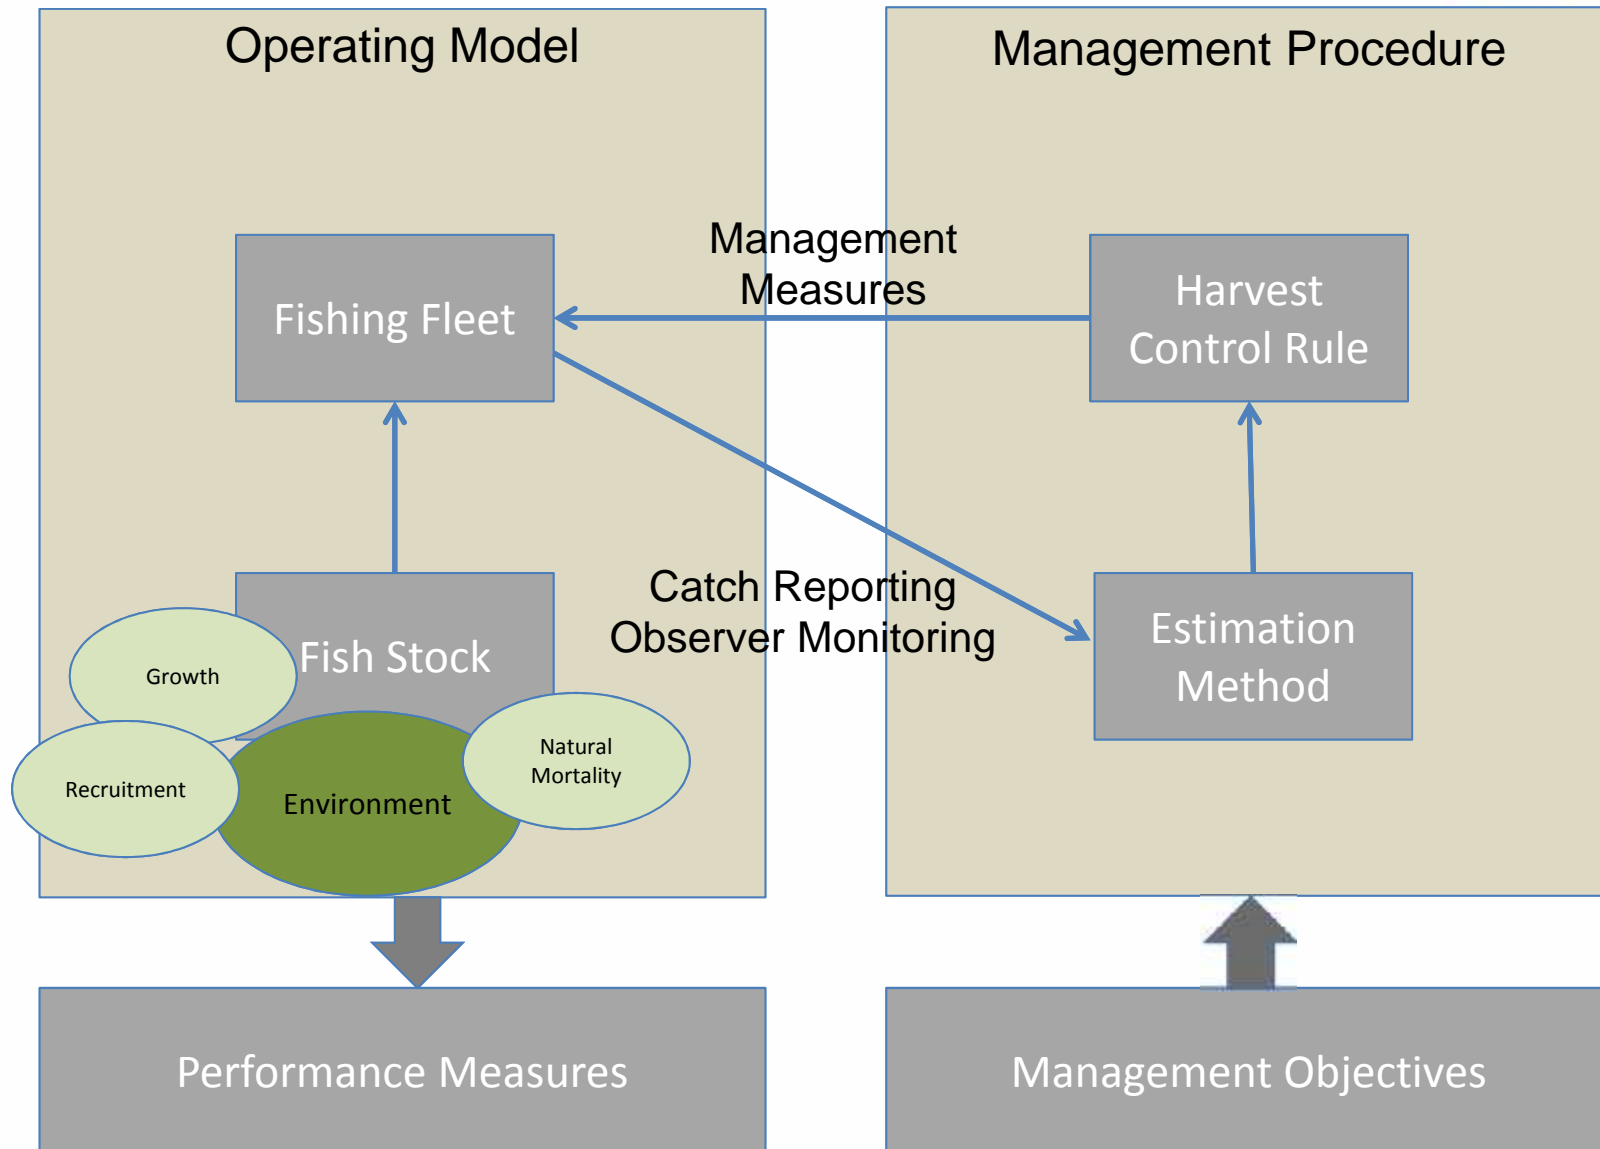 Operating Model
Management Procedure
Management
Measures
Fishing Fleet
Harvest
Control Rule
Catch Reporting
Observer Monitoring
Fish Stock
Estimation
Method
Growth
Natural
Mortality
Recruitment
Environment
Performance Measures
Management Objectives